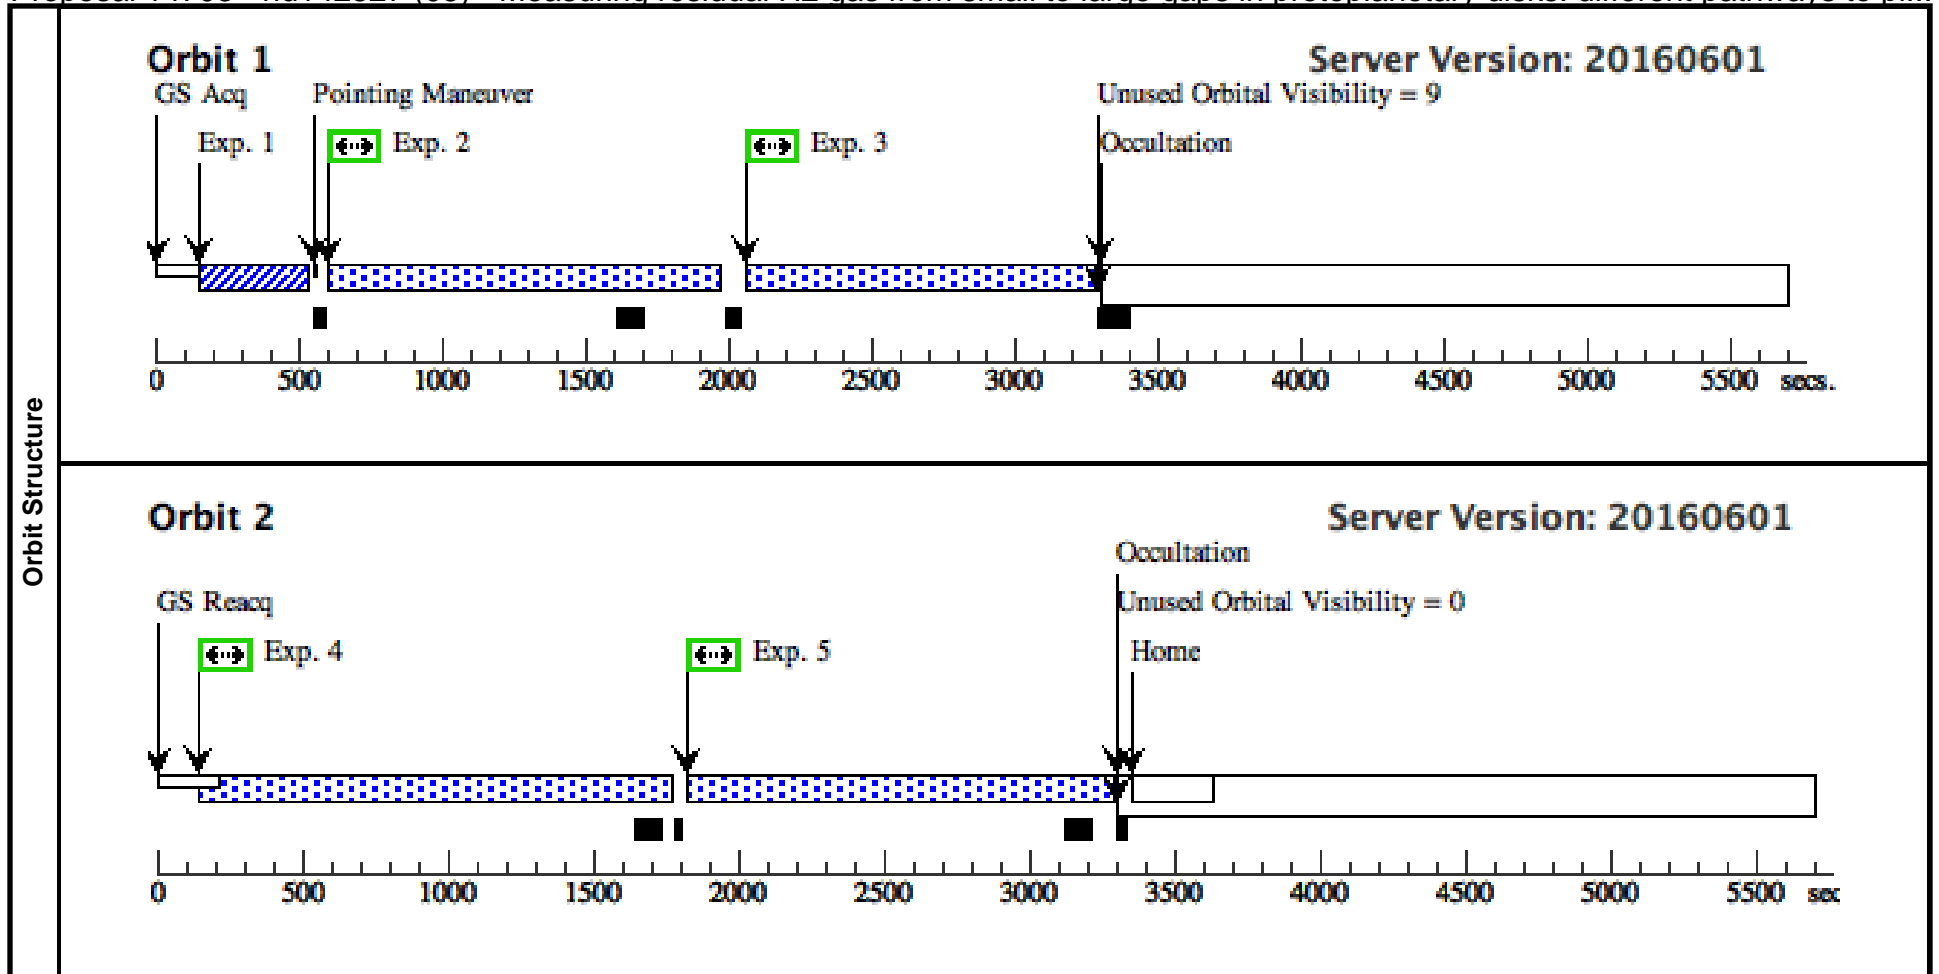 Orbit 1
Server Version: 20160601
GS Acq Pointing Maneuver Unused Orbital Visibility = 9
Exp. 1 Exp. 2 Exp. 3 Occultation
0 500 1000 1500 2000 2500 3000 3500 4000 4500 5000 5500 secs.
Orbit Structure
Orbit 2
Server Version: 20160601
Occultation
GS Reacq Unused Orbital Visibility = 0
Exp. 4 Exp. 5 Home
0 500 1000 1500 2000 2500 3000 3500 4000 4500 5000 5500 sec